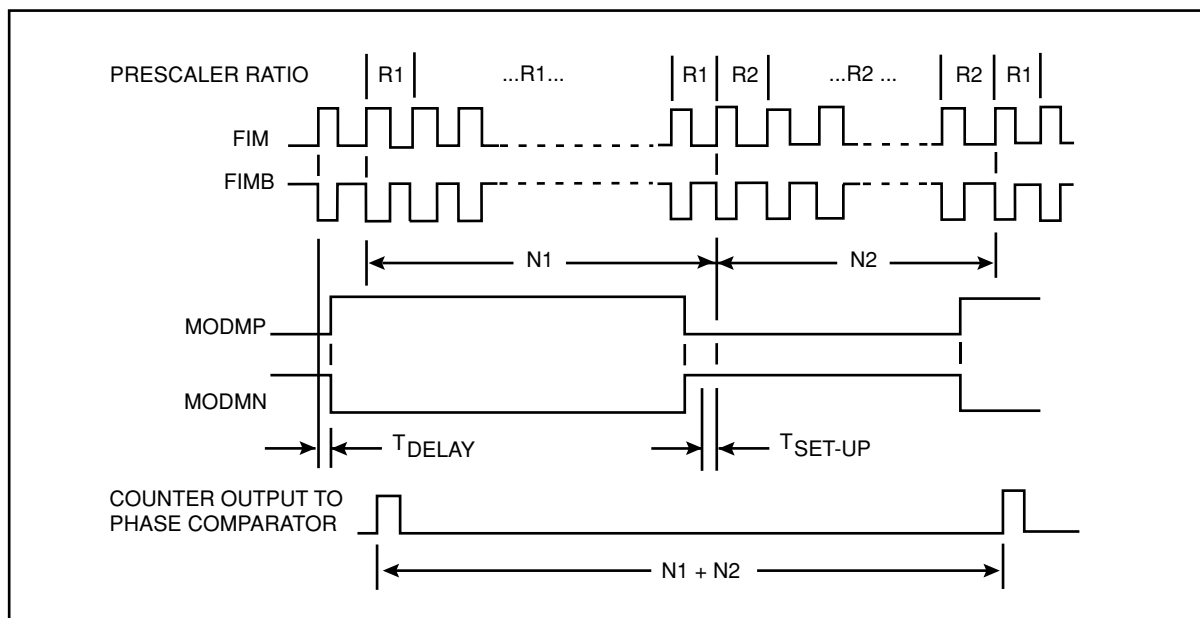 PRESCALER RATIO R1 ...R1... R1 R2 ...R2 ... R2 R1
FIM
FIMB
N1 N2
MODMP
MODMN
TDELAY TSET-UP
COUNTER OUTPUT TO
PHASE COMPARATOR
N1 + N2